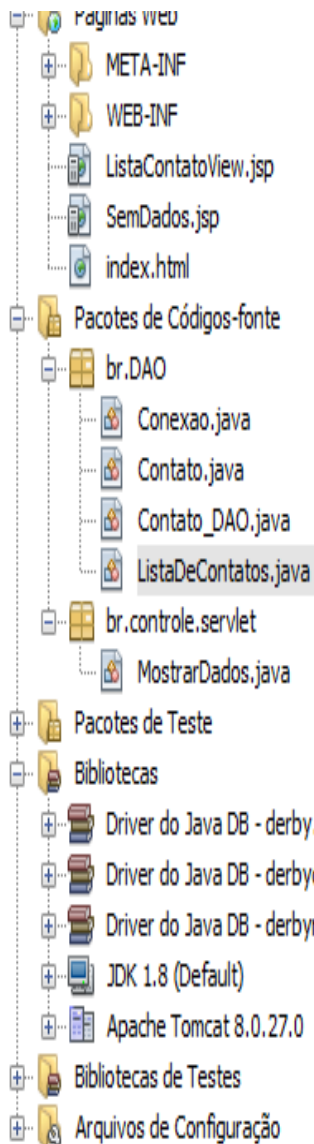 Páginas Web
META-INF
WEB-INF
ListaContatoView.jsp
SemDados.jsp
index.html
Pacotes de Códigos-fonte
br.DAO
Conexao.java
Contato.java
Contato_DAO.java
ListaDeContatos.java
br.controle.servlet
MostrarDados.java
Pacotes de Teste
Bibliotecas
Driver do Java DB - derby
Driver do Java DB -
Driver do Java DB -
JDK 1.8 (Default)
Apache Tomcat 8.0.27.0
Bibliotecas de Testes
Arquivos de Configuração